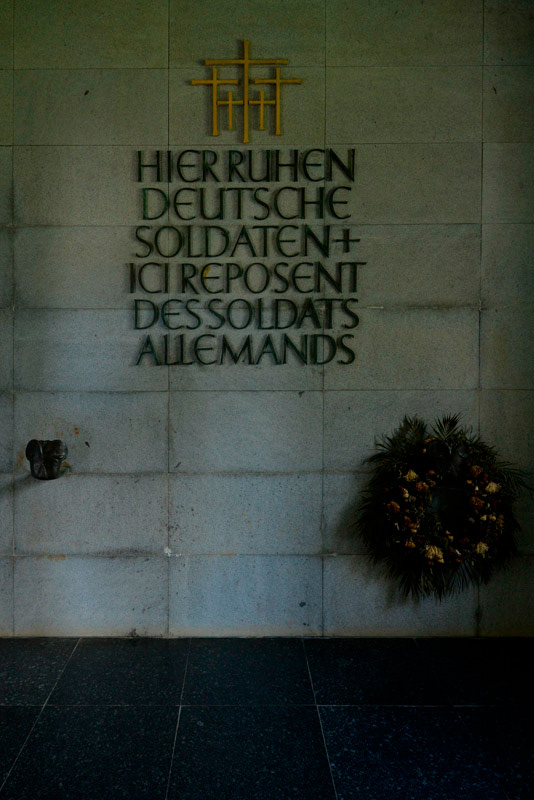 HIER RUHEN
DEUTSCHE
SOLDATEN+
ICI REPOSENT
DES SOLDATS
ALLEMANDS